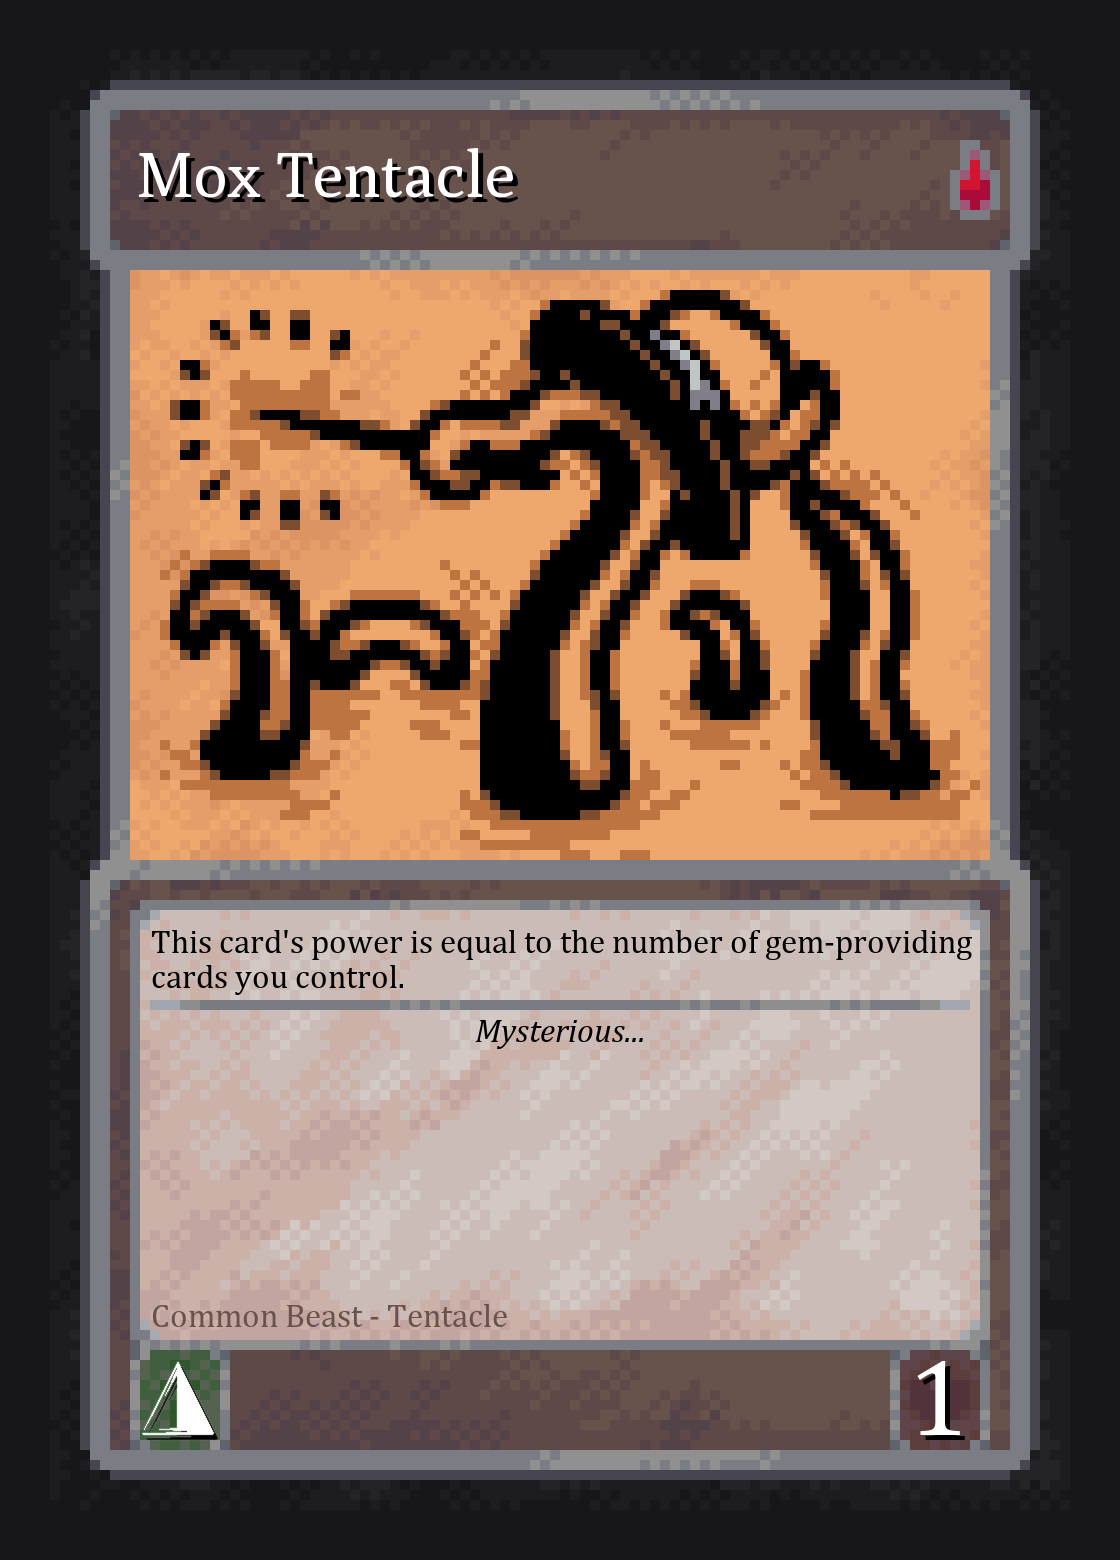 Mox Tentacle
This card's power is equal to the number of gem-providing
cards you control.
Mysterious...
Common Beast - Tentacle
1